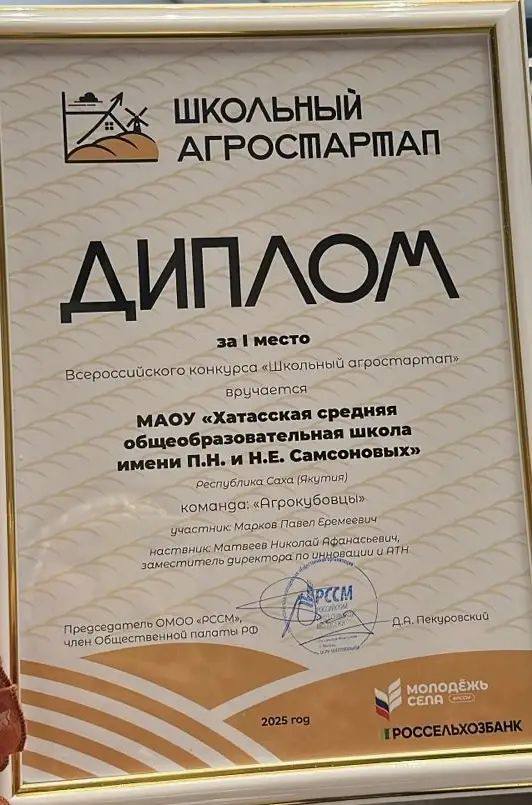 ШКОЛЬНЫЙ
АГРОСТАРТАП
ДИПЛОМ
за I место
Всероссийского конкурса «Школьный агростартап»
вручается
МАОУ «Хатасская средняя
общеобразовательная школа
имени П.Н. и Н.Е. Самсоновых»
Республика Саха (Якутия)
команда: «Агрокубовцы»
участник: Марков Павел Еремеевич
наствник: Матвеев Николай Афанасьевич,
заместитель директора по инновации и АТН
РССМ
Председатель ОМОО «РССМ»,
член Общественной палаты РФ
Д.А. Пекуровский
МОЛОДЁЖЬ
СЕЛА РССМ
2025 год
РОССЕЛЬХОЗБАНК